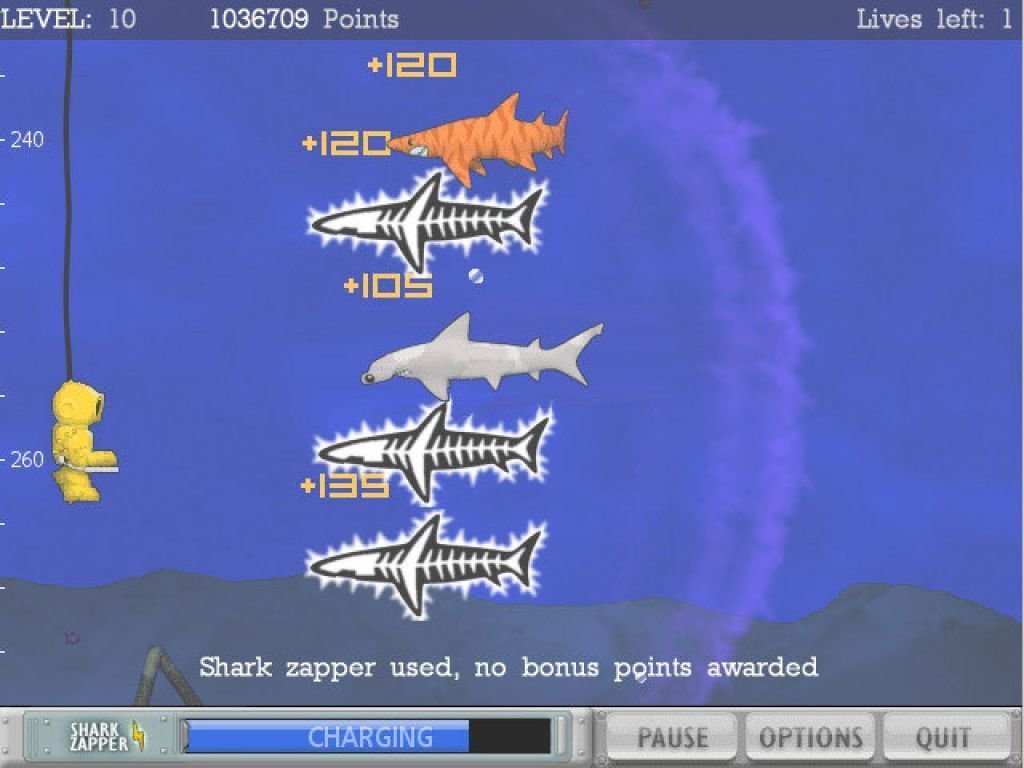 LEVEL: 10 1036709 Points Lives left: 1
+120
240
+120
+105
260
+135
Shark zapper used, no bonus points awarded
SHARK ZAPPER
CHARGING
PAUSE OPTIONS QUIT